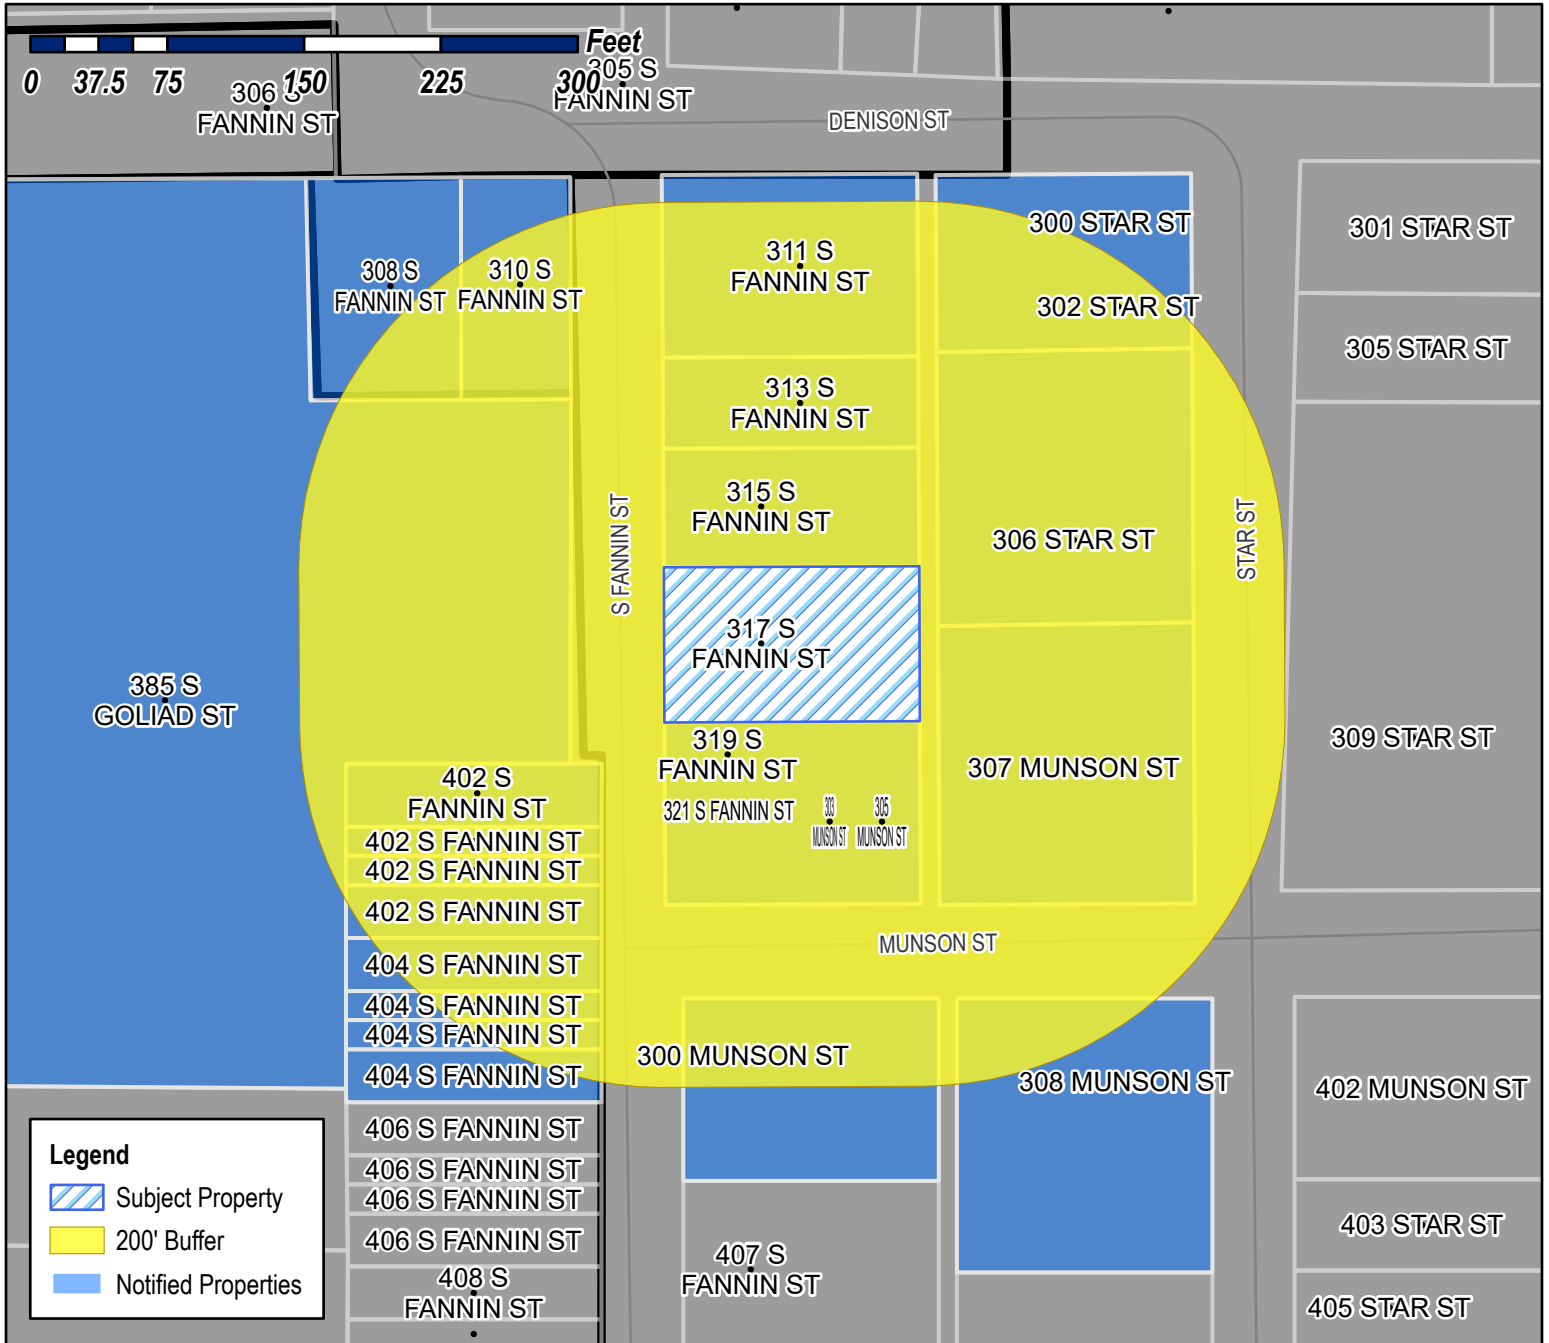 Feet
0 37.5 75 150 225 300
306 S
FANNIN ST
305 S
FANNIN ST
DENISON ST
308 S
FANNIN ST
310 S
FANNIN ST
311 S
FANNIN ST
300 STAR ST
301 STAR ST
302 STAR ST
305 STAR ST
313 S
FANNIN ST
315 S
FANNIN ST
S FANNIN ST
306 STAR ST
STAR ST
317 S
FANNIN ST
385 S
GOLIAD ST
319 S
FANNIN ST
309 STAR ST
307 MUNSON ST
321 S FANNIN ST
303
MUNSON ST
305
MUNSON ST
402 S
FANNIN ST
402 S FANNIN ST
402 S FANNIN ST
402 S FANNIN ST
404 S FANNIN ST
404 S FANNIN ST
404 S FANNIN ST
404 S FANNIN ST
MUNSON ST
300 MUNSON ST
308 MUNSON ST
402 MUNSON ST
406 S FANNIN ST
406 S FANNIN ST
406 S FANNIN ST
406 S FANNIN ST
408 S
FANNIN ST
407 S
FANNIN ST
403 STAR ST
405 STAR ST
Legend
Subject Property
200' Buffer
Notified Properties